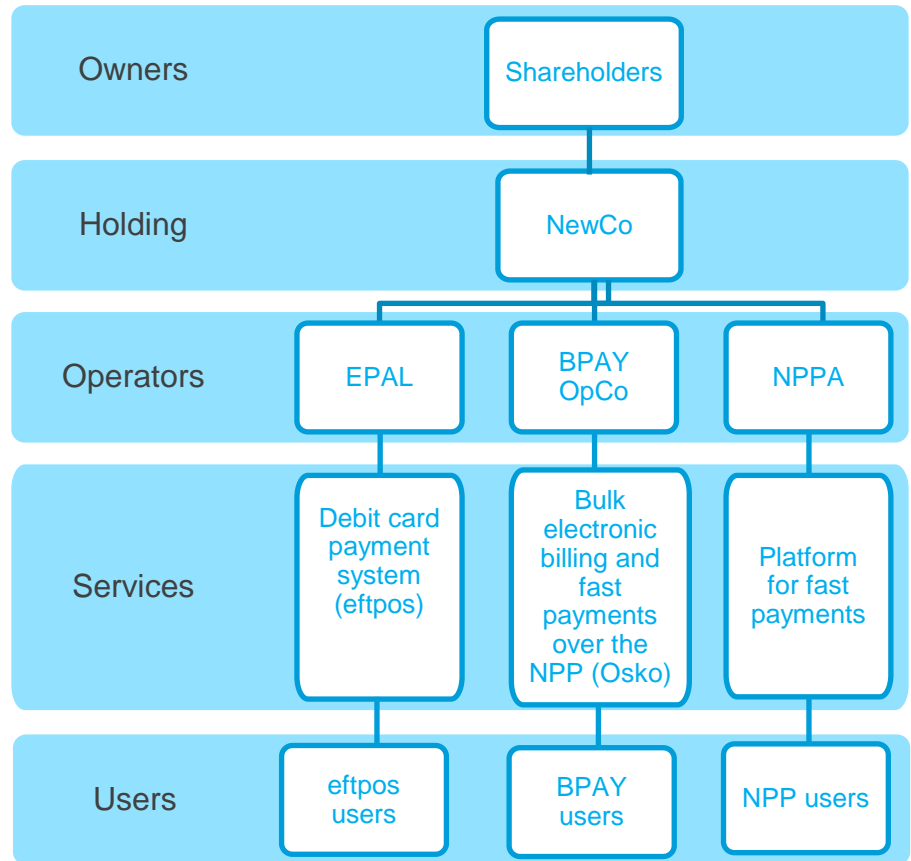 Owners
Shareholders
Holding
NewCo
Operators
EPAL
BPAY
OpCo
NPPA
Services
Debit card
payment
system
(eftpos)
Bulk
electronic
billing and
fast
payments
over the
NPP (Osko)
Platform
for fast
payments
Users
eftpos
users
BPAY
users
NPP users